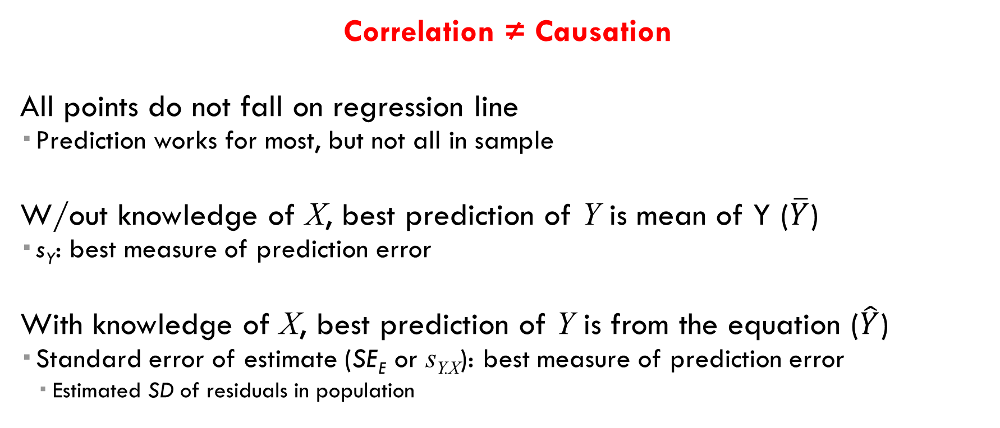 Correlation ≠ Causation
All points do not fall on regression line
▪ Prediction works for most, but not all in sample
W/out knowledge of X, best prediction of Y is mean of Y (Ȳ)
▪ s_Y: best measure of prediction error
With knowledge of X, best prediction of Y is from the equation (Ŷ)
▪ Standard error of estimate (SE_E or s_Y.X): best measure of prediction error
▪ Estimated SD of residuals in population